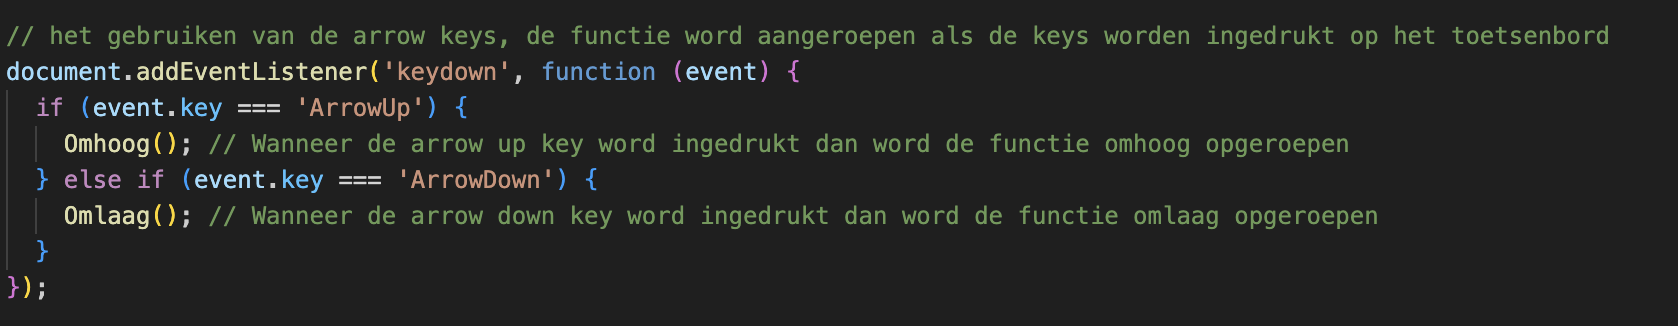 // het gebruiken van de arrow keys, de functie word aangeroepen als de keys worden ingedrukt op het toetsenbord
document.addEventListener('keydown', function (event) {
  if (event.key === 'ArrowUp') {
    Omhoog(); // Wanneer de arrow up key word ingedrukt dan word de functie omhoog opgeroepen
  } else if (event.key === 'ArrowDown') {
    Omlaag(); // Wanneer de arrow down key word ingedrukt dan word de functie omlaag opgeroepen
  }
});